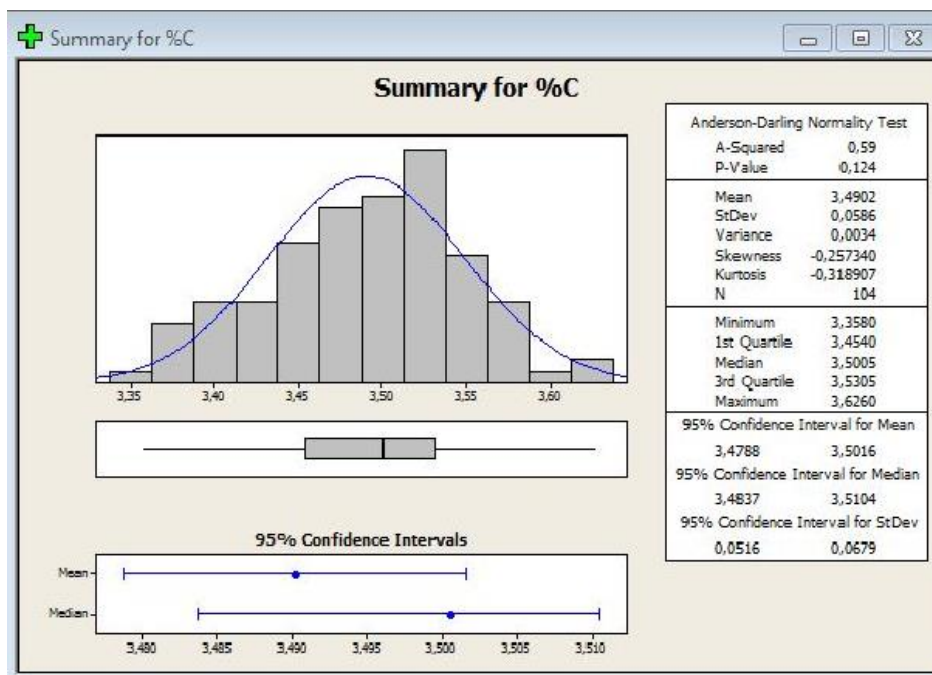 Summary for %C
Summary for %C
3,35 3,40 3,45 3,50 3,55 3,60
95% Confidence Intervals
Mean
Median
3,480 3,485 3,490 3,495 3,500 3,505 3,510
Anderson-Darling Normality Test
A-Squared 0,59
P-Value 0,124
Mean 3,4902
StDev 0,0586
Variance 0,0034
Skewness -0,257340
Kurtosis -0,318907
N 104
Minimum 3,3580
1st Quartile 3,4540
Median 3,5005
3rd Quartile 3,5305
Maximum 3,6260
95% Confidence Interval for Mean
3,4788 3,5016
95% Confidence Interval for Median
3,4837 3,5104
95% Confidence Interval for StDev
0,0516 0,0679